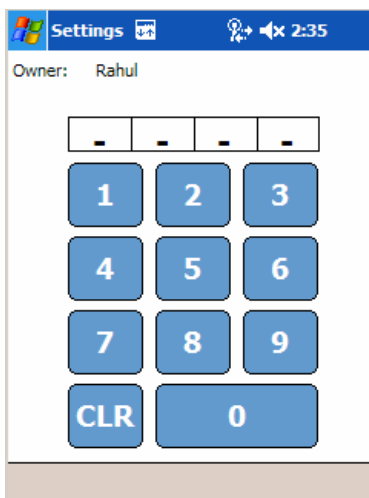 Settings 2:35
Owner: Rahul
- - - -
1 2 3
4 5 6
7 8 9
CLR 0